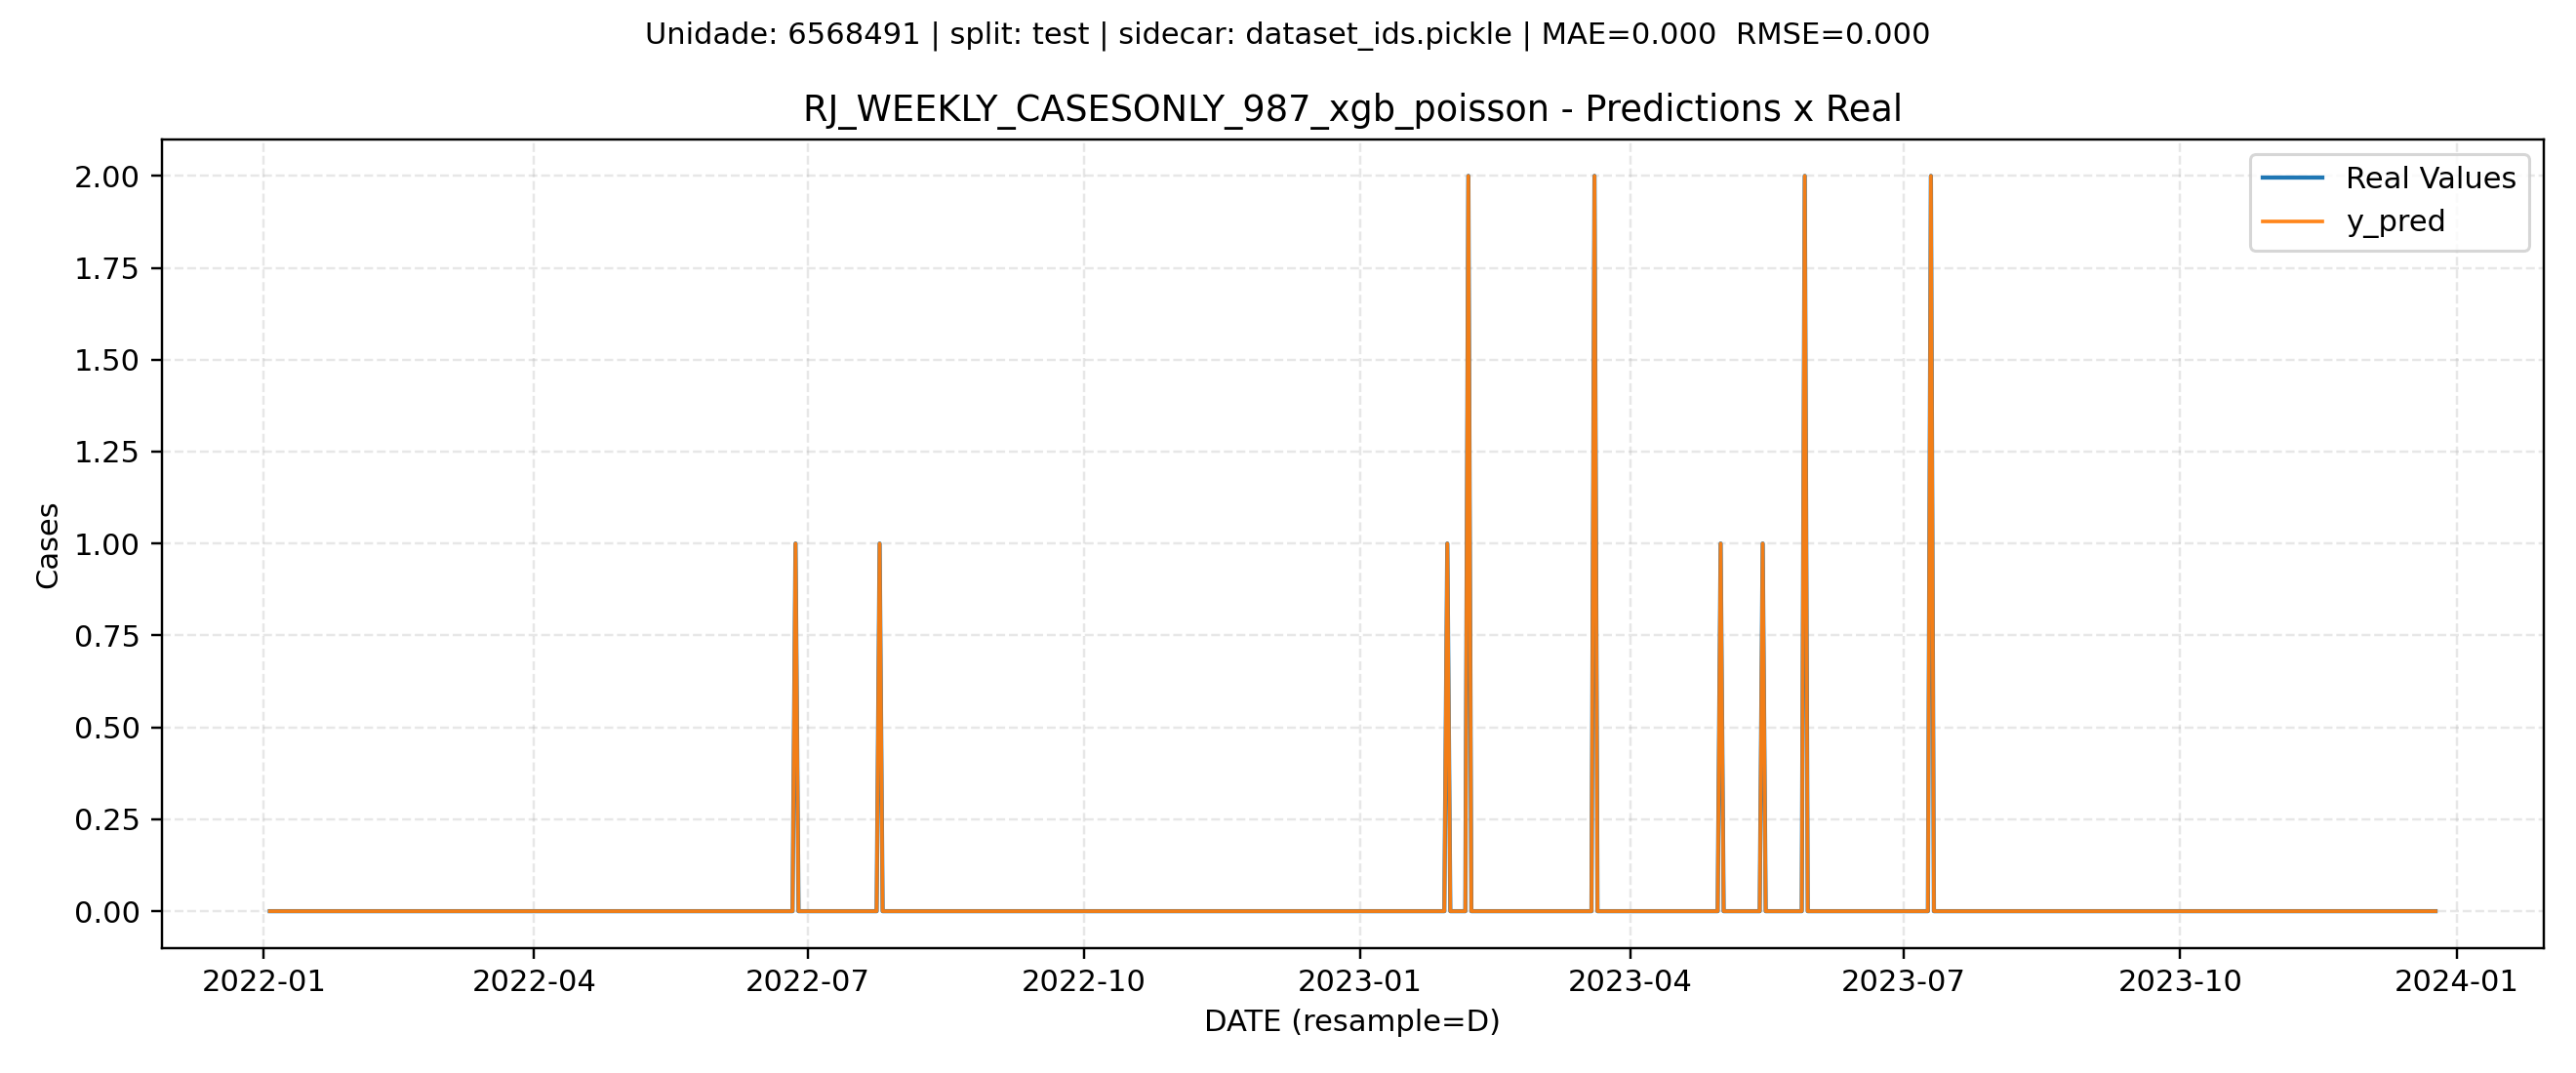 Unidade: 6568491 | split: test | sidecar: dataset_ids.pickle | MAE=0.000  RMSE=0.000
RJ_WEEKLY_CASESONLY_987_xgb_poisson - Predictions x Real
Real Values
y_pred
Cases
2.00
1.75
1.50
1.25
1.00
0.75
0.50
0.25
0.00
2022-01 2022-04 2022-07 2022-10 2023-01 2023-04 2023-07 2023-10 2024-01
DATE (resample=D)